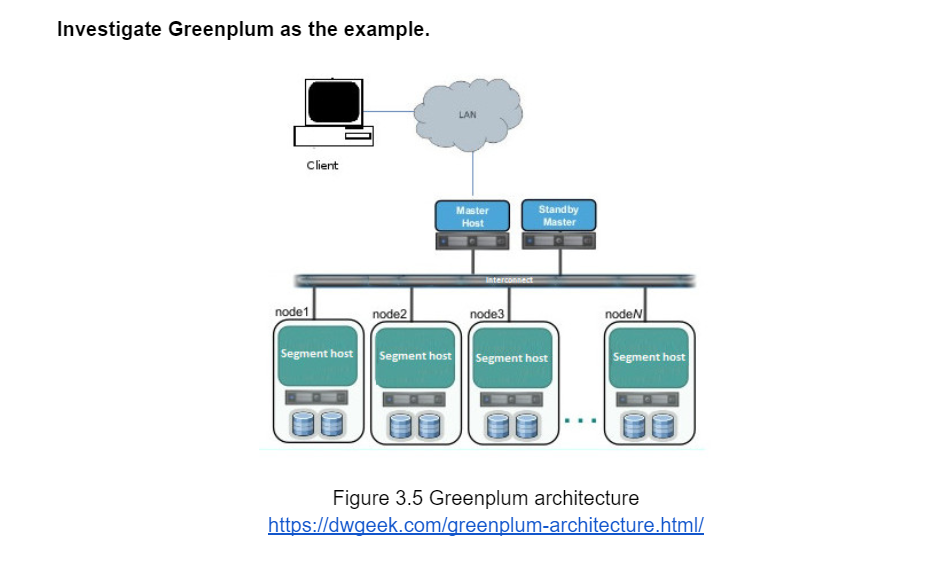 Investigate Greenplum as the example.
LAN
Client
Master
Host
Standby
Master
Interconnect
node1
node2
node3
nodeN
Segment host
Segment host
Segment host
Segment host
Figure 3.5 Greenplum architecture
https://dwgeek.com/greenplum-architecture.html/